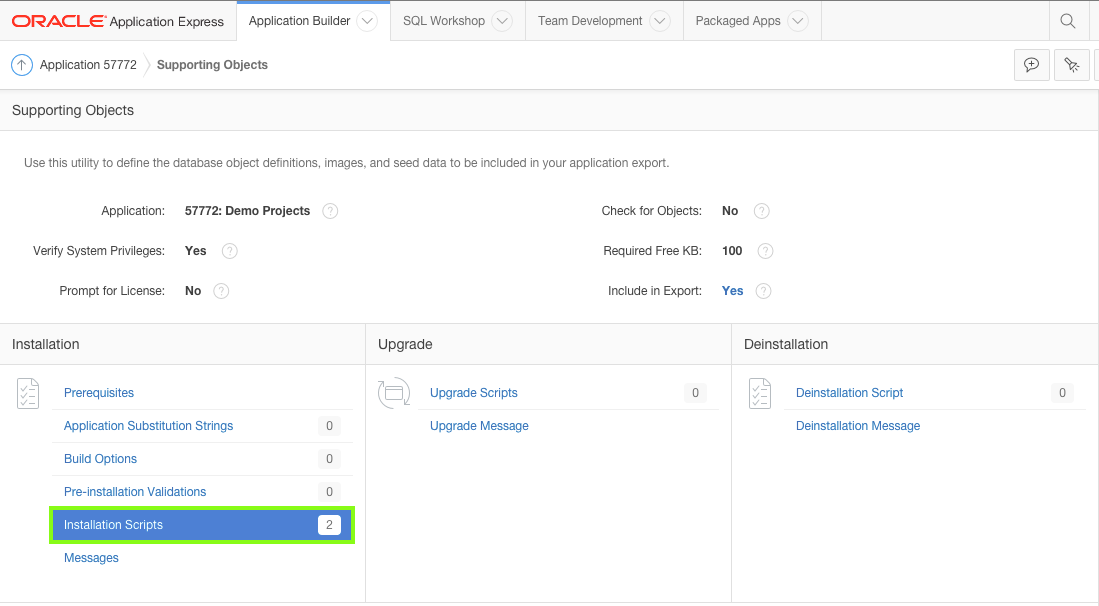 ORACLE Application Express Application Builder SQL Workshop Team Development Packaged Apps
Application 57772 Supporting Objects
Supporting Objects
Use this utility to define the database object definitions, images, and seed data to be included in your application export.
Application: 57772: Demo Projects ? Check for Objects: No ?
Verify System Privileges: Yes ? Required Free KB: 100 ?
Prompt for License: No ? Include in Export: Yes ?
Installation Upgrade Deinstallation
Prerequisites Upgrade Scripts 0 Deinstallation Script 0
Application Substitution Strings 0 Upgrade Message Deinstallation Message
Build Options 0
Pre-installation Validations 0
Installation Scripts 2
Messages